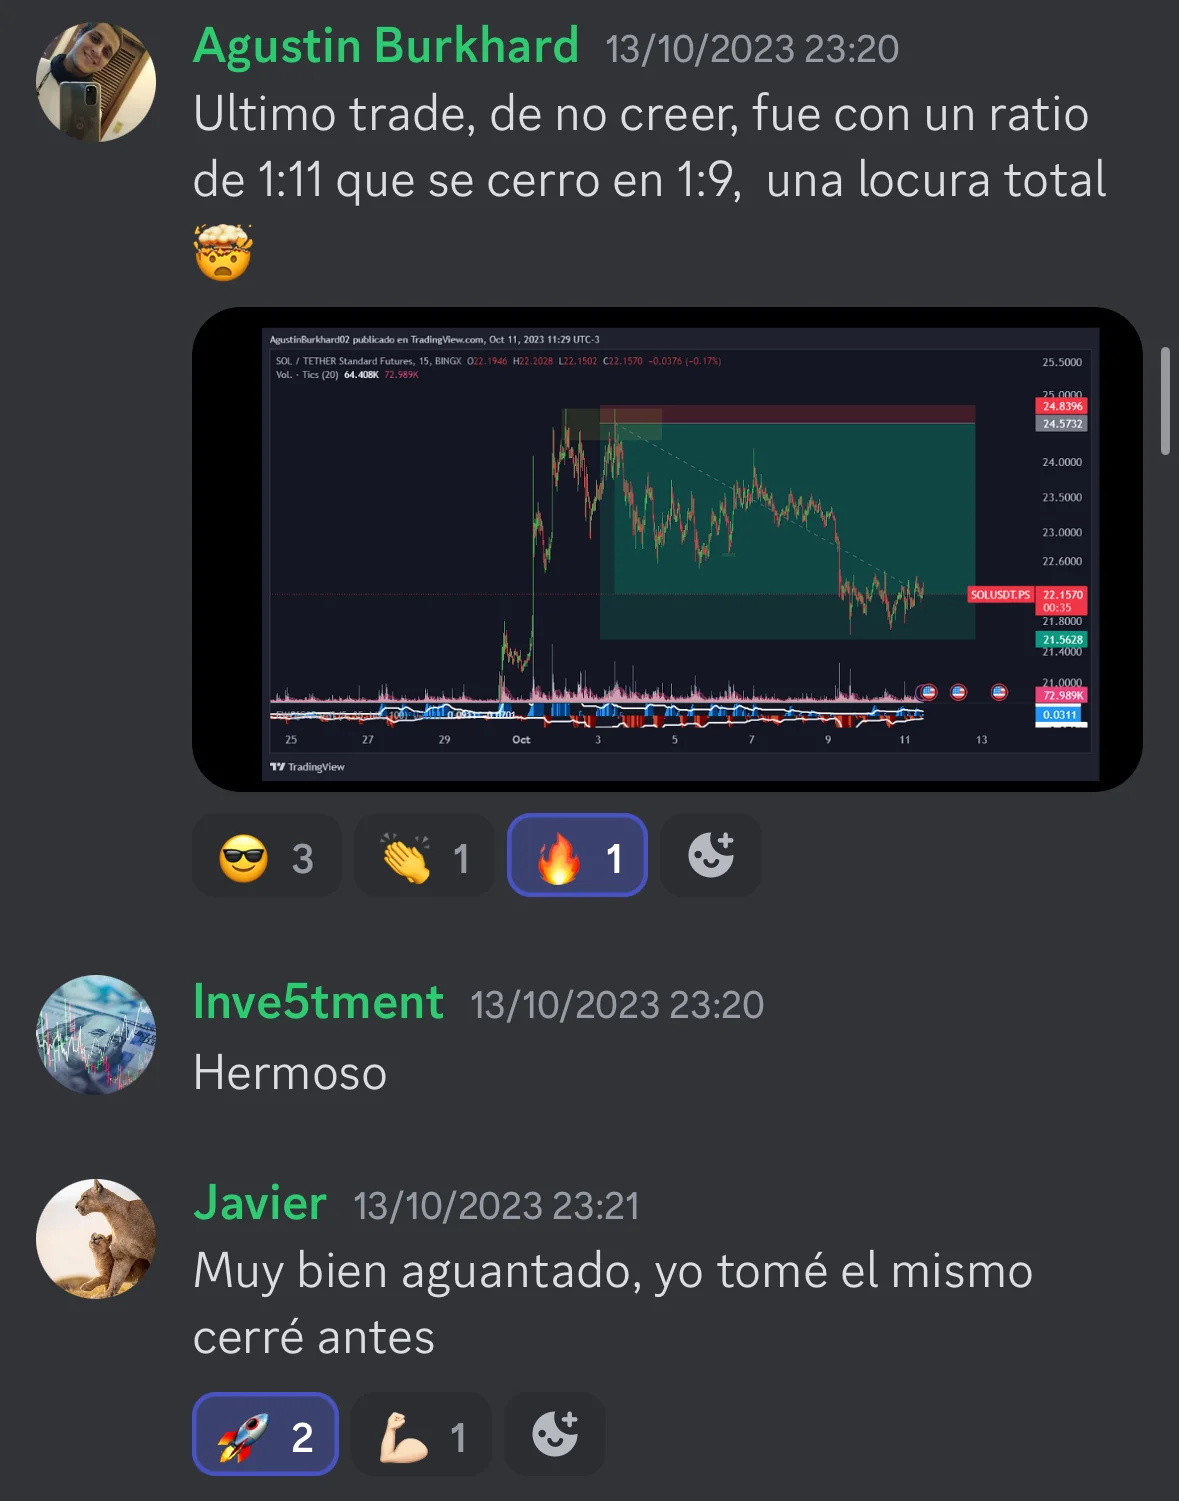 Agustin Burkhard 13/10/2023 23:20
Ultimo trade, de no creer, fue con un ratio
de 1:11 que se cerro en 1:9, una locura total
AgustinBurkhard02 publicado en TradingView.com, Oct 11, 2023 11:29 UTC-3
SOL / TETHER Standard Futures, 15, BINGX O22.1946 H22.2028 L22.1502 C22.1570 −0.0376 (−0.17%)
Vol. - Tics (20) 64.408K 72.989K
25.5000
25.0000
24.8396
24.5732
24.0000
23.5000
23.0000
22.6000
SOLUSDT.PS 22.1570
00:35
21.8000
21.5628
21.4000
21.0000
72.989K
0.0311
25 27 29 Oct 3 5 7 9 11 13
TradingView
3 1 1
Inve5tment 13/10/2023 23:20
Hermoso
Javier 13/10/2023 23:21
Muy bien aguantado, yo tomé el mismo
cerré antes
2 1